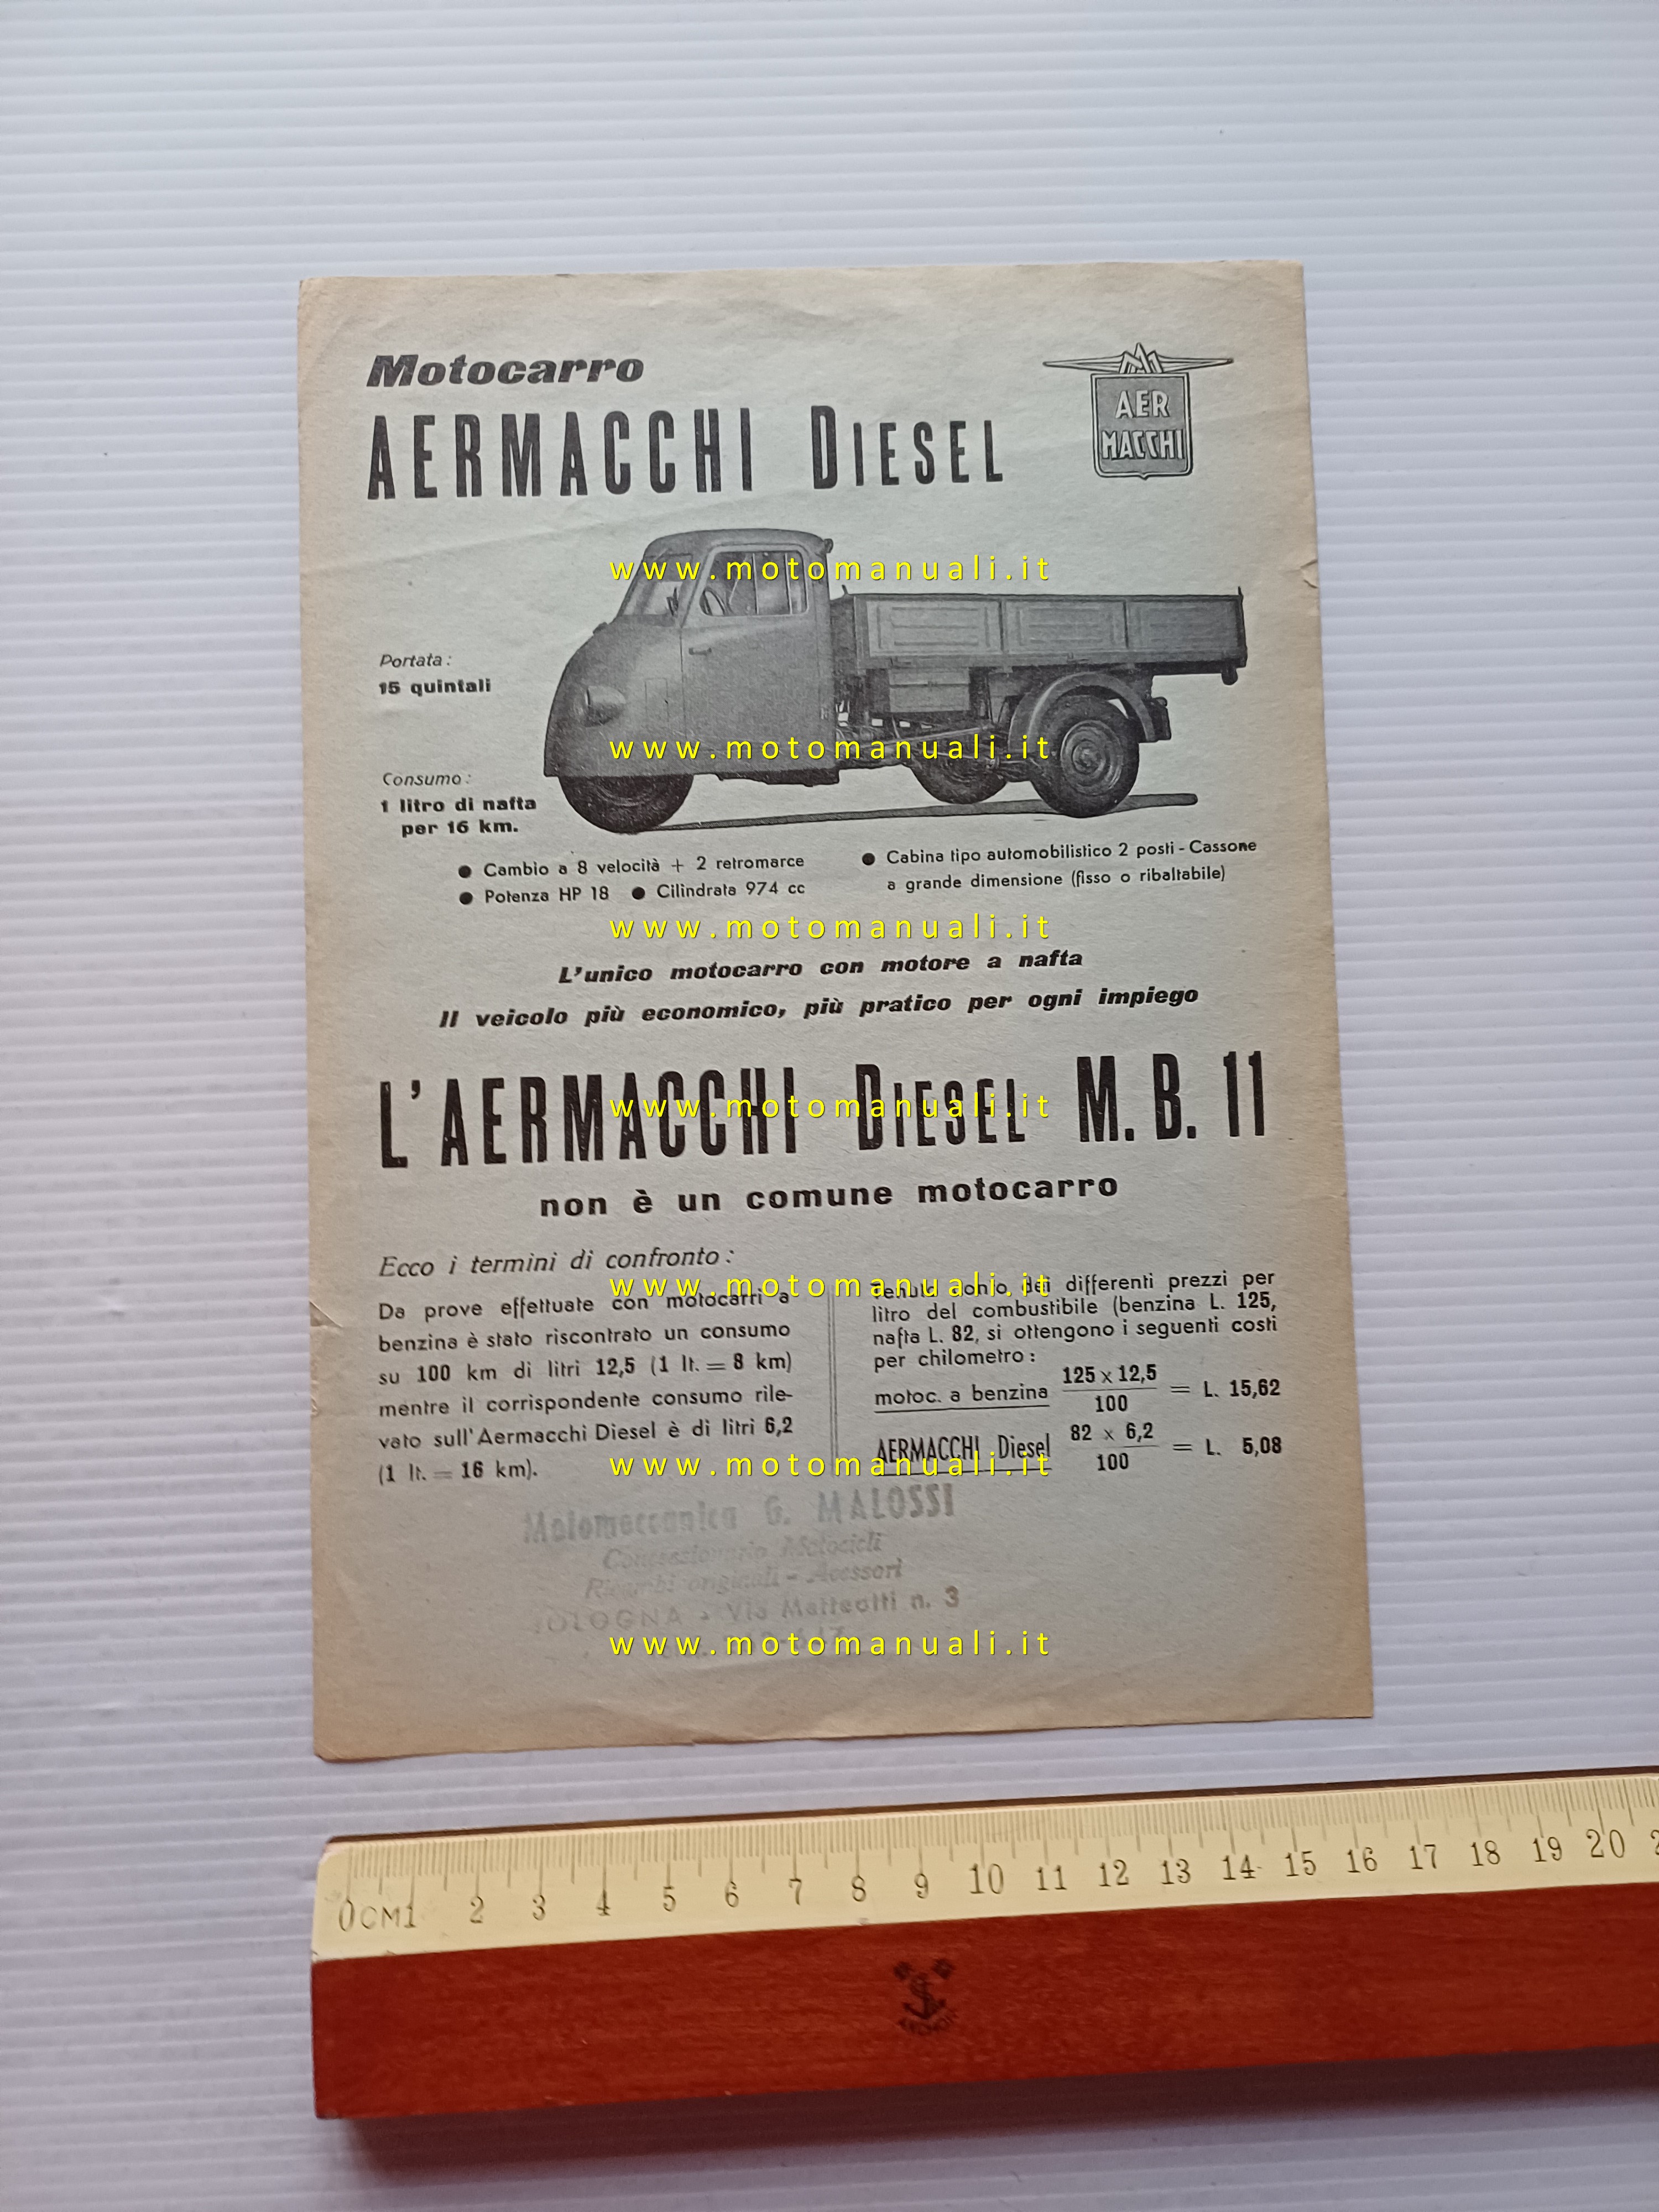 Motocarro
AERMACCHI DIESEL
AER
MACCHI
Portata:
15 quintali
Consumo:
1 litro di nafta
per 16 km.
● Cambio a 8 velocità + 2 retromarce
● Potenza HP 18 ● Cilindrata 974 cc
● Cabina tipo automobilistico 2 posti - Cassone
a grande dimensione (fisso o ribaltabile)
L'unico motocarro con motore a nafta
Il veicolo più economico, più pratico per ogni impiego
L'AERMACCHI DIESEL M. B. 11
non è un comune motocarro
Ecco i termini di confronto:
Da prove effettuate con motocarri a
benzina è stato riscontrato un consumo
su 100 km di litri 12,5 (1 lt. = 8 km)
mentre il corrispondente consumo rile-
vato sull'Aermacchi Diesel è di litri 6,2
(1 lt. = 16 km).
Tenuto conto dei differenti prezzi per
litro del combustibile (benzina L. 125,
nafta L. 82, si ottengono i seguenti costi
per chilometro:
motoc. a benzina 125 x 12,5 / 100 = L. 15,62
AERMACCHI Diesel 82 x 6,2 / 100 = L. 5,08
Motomeccanica G. MALOSSI
Concessionario Motocicli
Ricambi originali - Acessori
BOLOGNA - Via Matteotti n. 3
www.motomanuali.it
www.motomanuali.it
www.motomanuali.it
www.motomanuali.it
www.motomanuali.it
www.motomanuali.it
www.motomanuali.it
0CM1 2 3 4 5 6 7 8 9 10 11 12 13 14 15 16 17 18 19 20